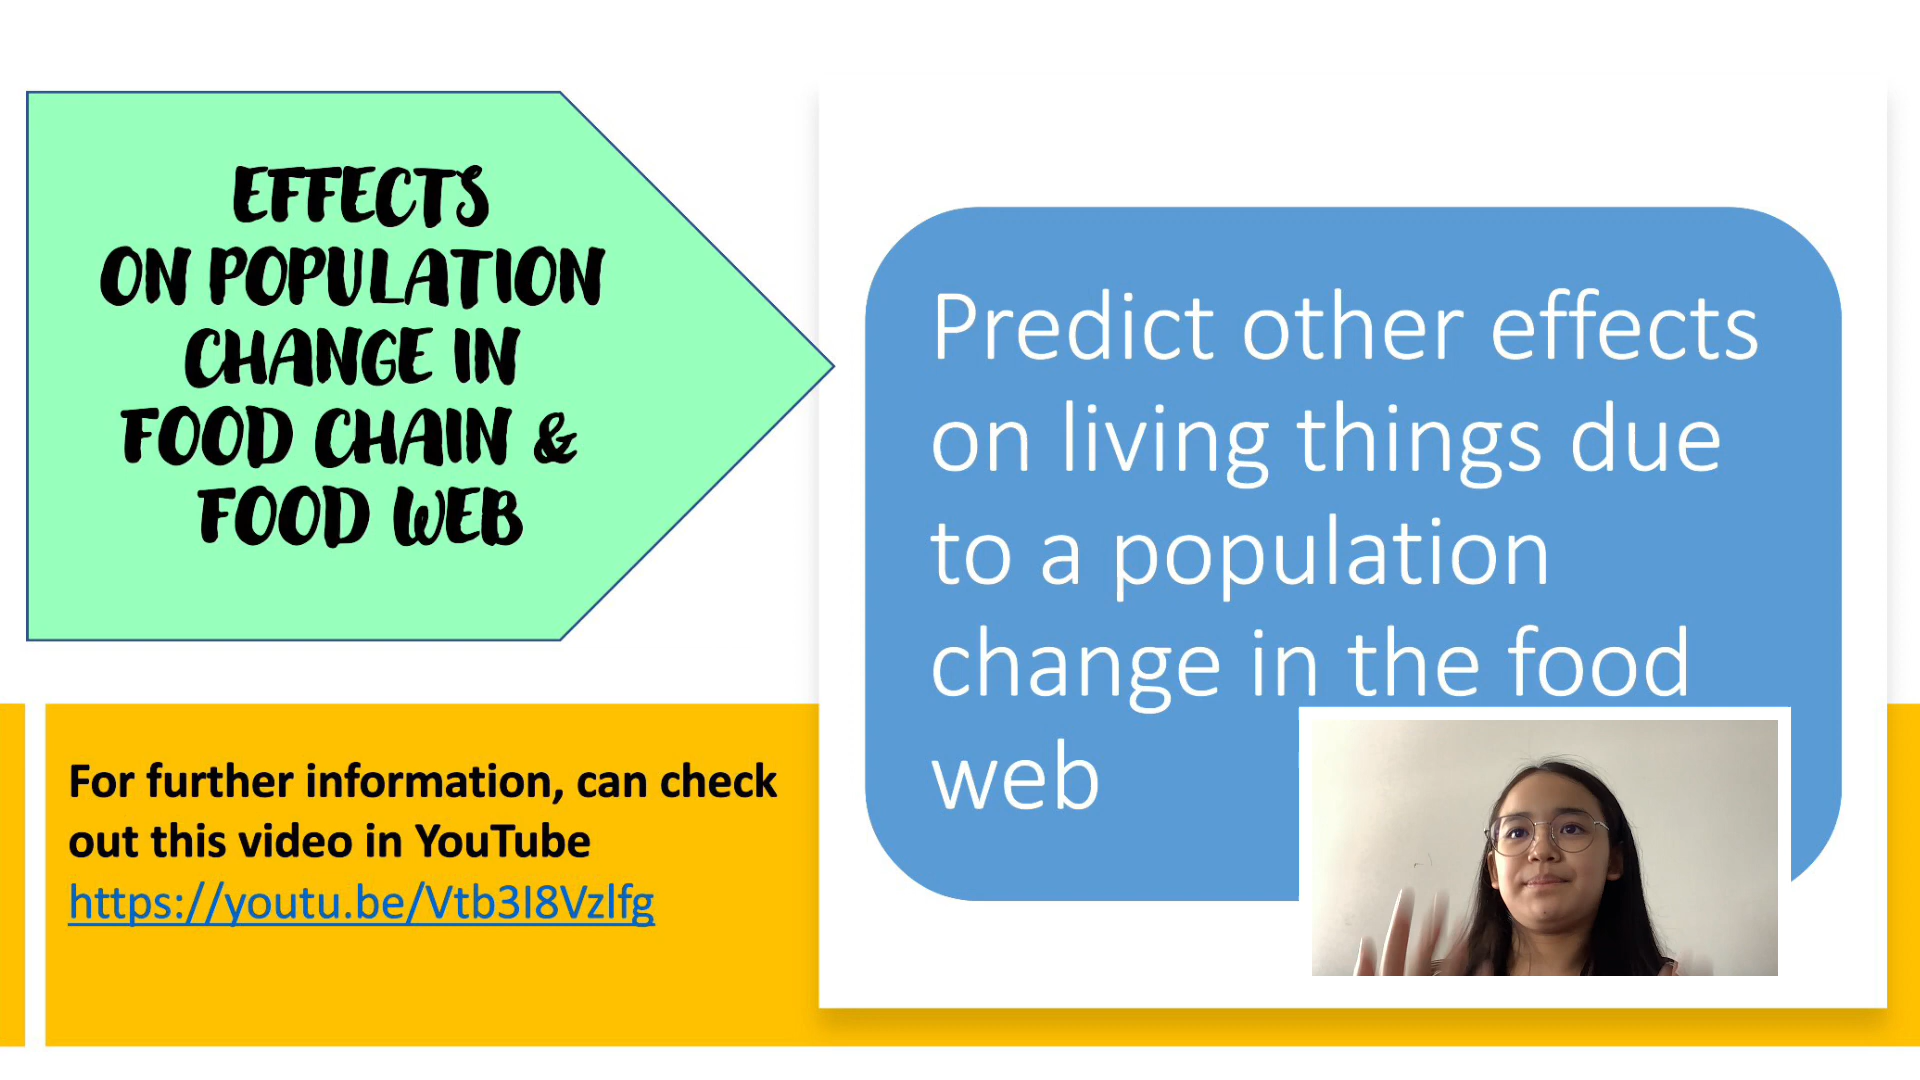 EFFECTS
ON POPULATION
CHANGE IN
FOOD CHAIN &
FOOD WEB
Predict other effects
on living things due
to a population
change in the food
web
For further information, can check
out this video in YouTube
https://youtu.be/Vtb3I8Vzlfg